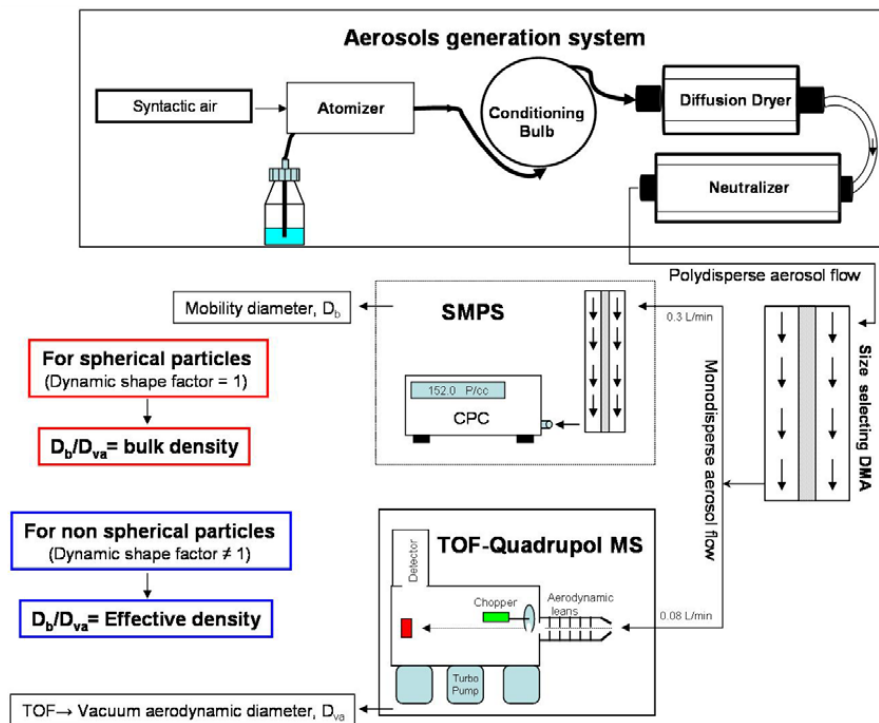 Aerosols generation system
Syntactic air
Atomizer
Conditioning
Bulb
Diffusion Dryer
Neutralizer
Polydisperse aerosol flow
Mobility diameter, Db
SMPS
0.3 L/min
152.0 P/cc
CPC
Monodisperse aerosol flow
Size selecting DMA
For spherical particles
(Dynamic shape factor = 1)
Db/Dva= bulk density
For non spherical particles
(Dynamic shape factor ≠ 1)
Db/Dva= Effective density
TOF-Quadrupol MS
Detector
Chopper
Aerodynamic
leans
0.08 L/min
Turbo
Pump
TOF→ Vacuum aerodynamic diameter, Dva